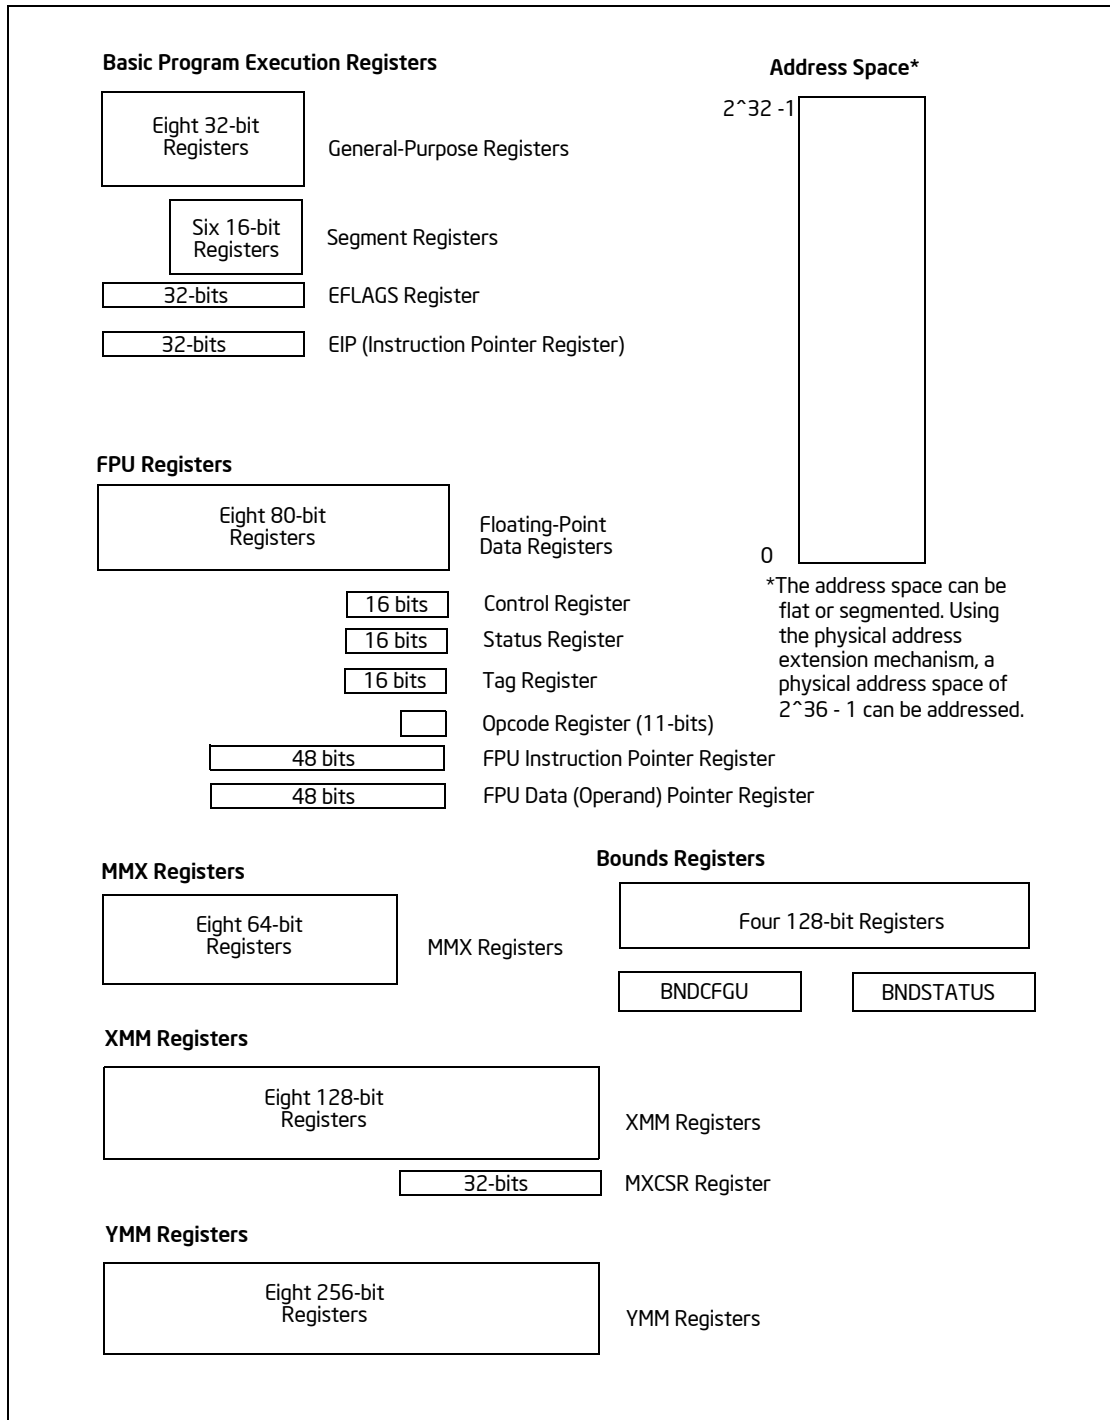 Basic Program Execution Registers
Eight 32-bit
Registers
General-Purpose Registers
Six 16-bit
Registers
Segment Registers
32-bits
EFLAGS Register
32-bits
EIP (Instruction Pointer Register)
Address Space*
2^32 -1
0
*The address space can be
flat or segmented. Using
the physical address
extension mechanism, a
physical address space of
2^36 - 1 can be addressed.
FPU Registers
Eight 80-bit
Registers
Floating-Point
Data Registers
16 bits
Control Register
16 bits
Status Register
16 bits
Tag Register
Opcode Register (11-bits)
48 bits
FPU Instruction Pointer Register
48 bits
FPU Data (Operand) Pointer Register
MMX Registers
Eight 64-bit
Registers
MMX Registers
Bounds Registers
Four 128-bit Registers
BNDCFGU
BNDSTATUS
XMM Registers
Eight 128-bit
Registers
XMM Registers
32-bits
MXCSR Register
YMM Registers
Eight 256-bit
Registers
YMM Registers